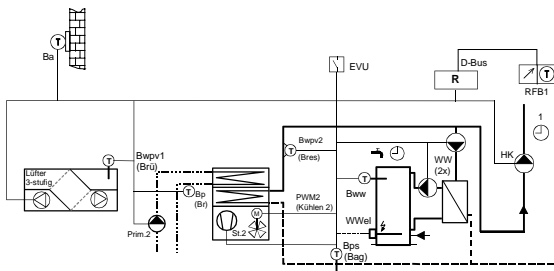 T
Ba
EVU
D-Bus
R
T
RFB1
1
Bwpv1
(Brü)
T
Bwpv2
(Bres)
T
Lüfter
3-stufig
T
Bp
(Br)
Prim.2
M
St.2
PWM2
(Kühlen 2)
T
Bww
WWel
T
Bps
(Bag)
WW
(2x)
HK